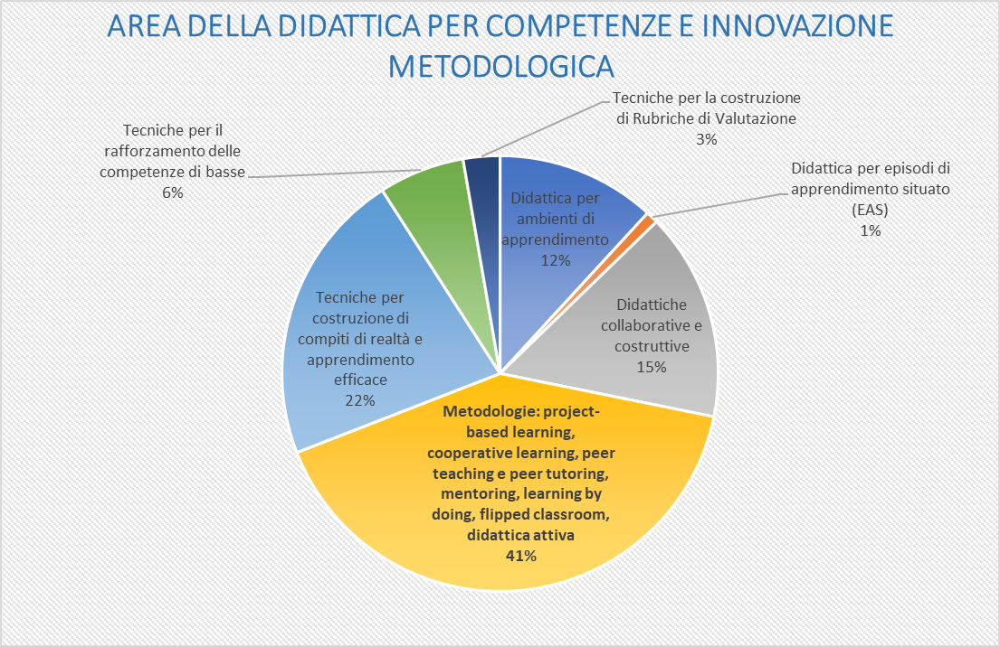 AREA DELLA DIDATTICA PER COMPETENZE E INNOVAZIONE
METODOLOGICA
Tecniche per la costruzione
di Rubriche di Valutazione
3%
Tecniche per il
rafforzamento delle
competenze di basse
6%
Didattica per episodi di
apprendimento situato
(EAS)
1%
Didattica per
ambienti di
apprendimento
12%
Tecniche per
costruzione di
compiti di realtà e
apprendimento
efficace
22%
Didattiche
collaborative e
costruttive
15%
Metodologie: project-
based learning,
cooperative learning, peer
teaching e peer tutoring,
mentoring, learning by
doing, flipped classroom,
didattica attiva
41%